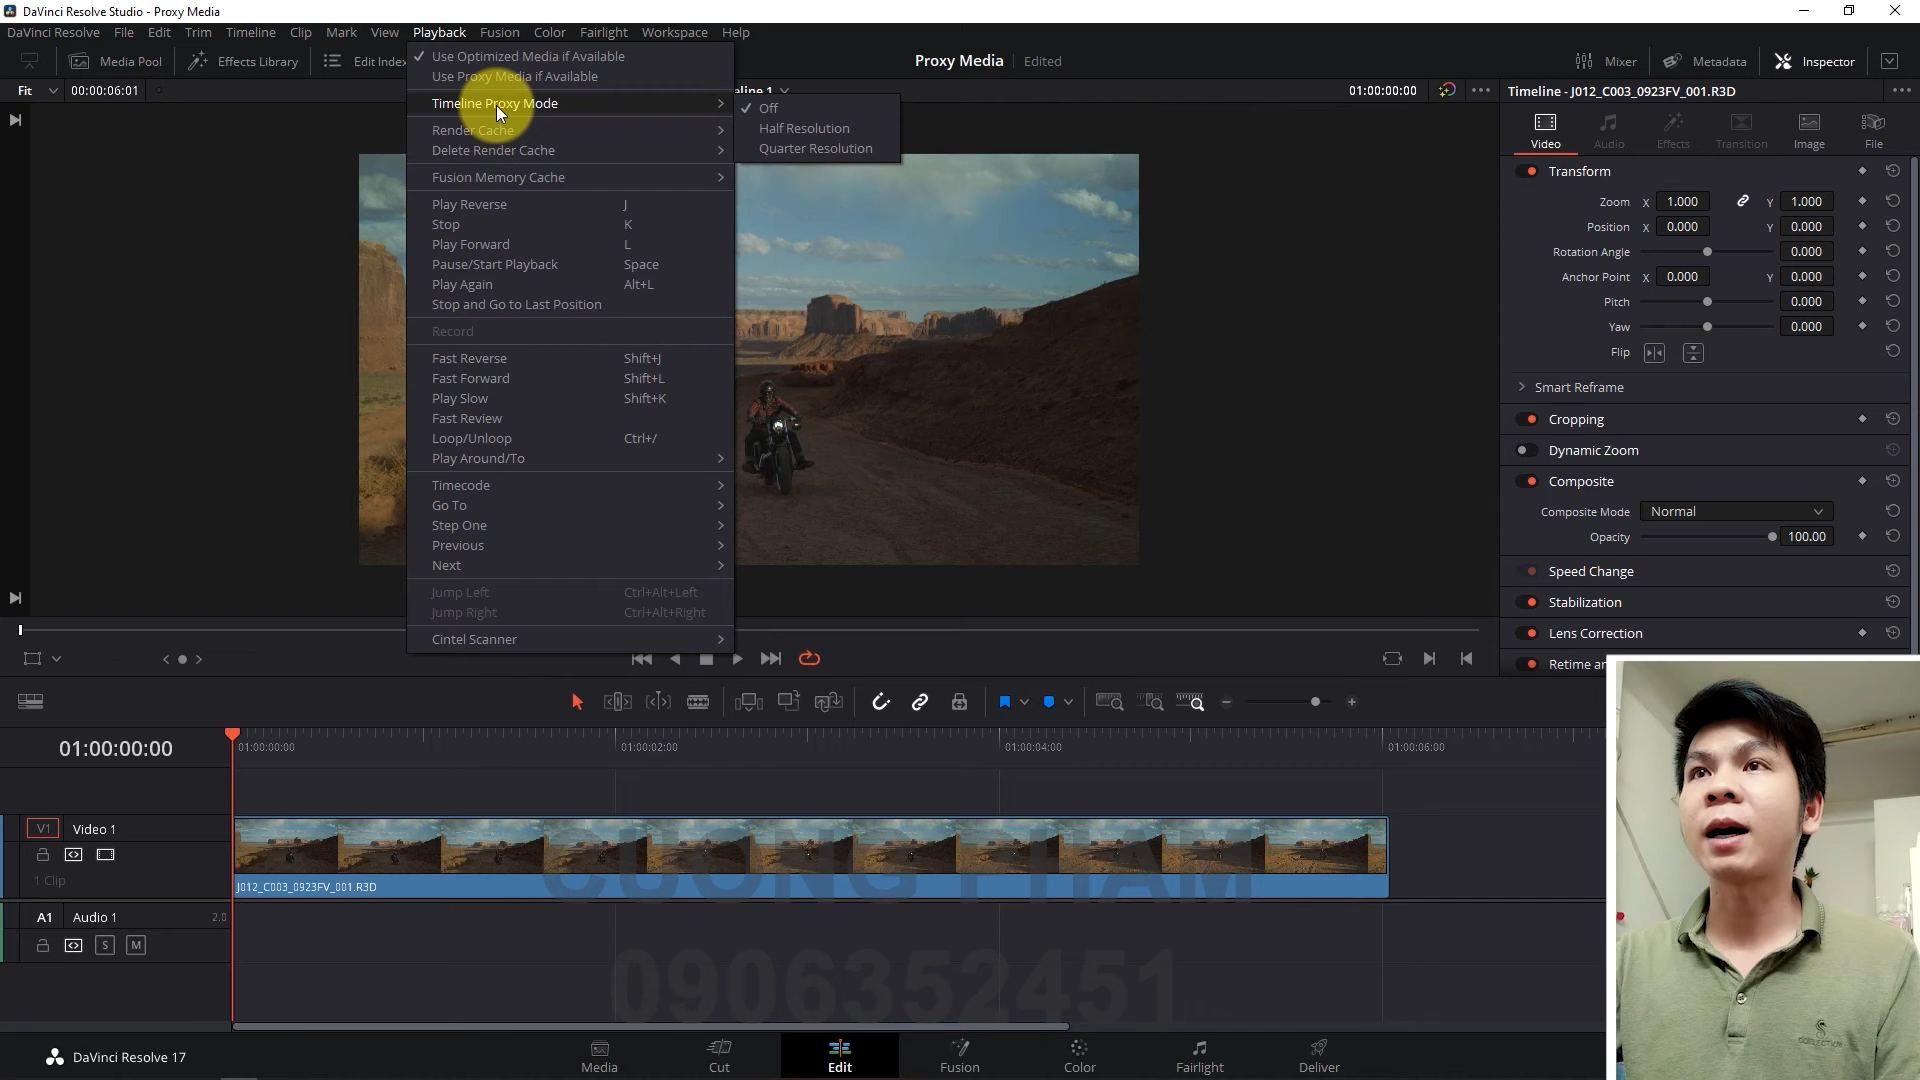 DaVinci Resolve Studio - Proxy Media
DaVinci Resolve File Edit Trim Timeline Clip Mark View Playback Fusion Color Fairlight Workspace Help
Media Pool Effects Library Edit Index Proxy Media Edited Mixer Metadata Inspector
Fit 00:00:06:01 eline 1 01:00:00:00 Timeline - J012_C003_0923FV_001.R3D
Use Optimized Media if Available
Use Proxy Media if Available
Timeline Proxy Mode
Render Cache
Delete Render Cache
Fusion Memory Cache
Play Reverse J
Stop K
Play Forward L
Pause/Start Playback Space
Play Again Alt+L
Stop and Go to Last Position
Record
Fast Reverse Shift+J
Fast Forward Shift+L
Play Slow Shift+K
Fast Review
Loop/Unloop Ctrl+/
Play Around/To
Timecode
Go To
Step One
Previous
Next
Jump Left Ctrl+Alt+Left
Jump Right Ctrl+Alt+Right
Cintel Scanner
Off
Half Resolution
Quarter Resolution
Video Audio Effects Transition Image File
Transform
Zoom X 1.000 Y 1.000
Position X 0.000 Y 0.000
Rotation Angle 0.000
Anchor Point X 0.000 Y 0.000
Pitch 0.000
Yaw 0.000
Flip
Smart Reframe
Cropping
Dynamic Zoom
Composite
Composite Mode Normal
Opacity 100.00
Speed Change
Stabilization
Lens Correction
Retime an
01:00:00:00 01:00:00:00 01:00:02:00 01:00:04:00 01:00:06:00
V1 Video 1
1 Clip
J012_C003_0923FV_001.R3D
CUONG PHAM
A1 Audio 1 2.0
S M
0906352451
DaVinci Resolve 17
Media Cut Edit Fusion Color Fairlight Deliver